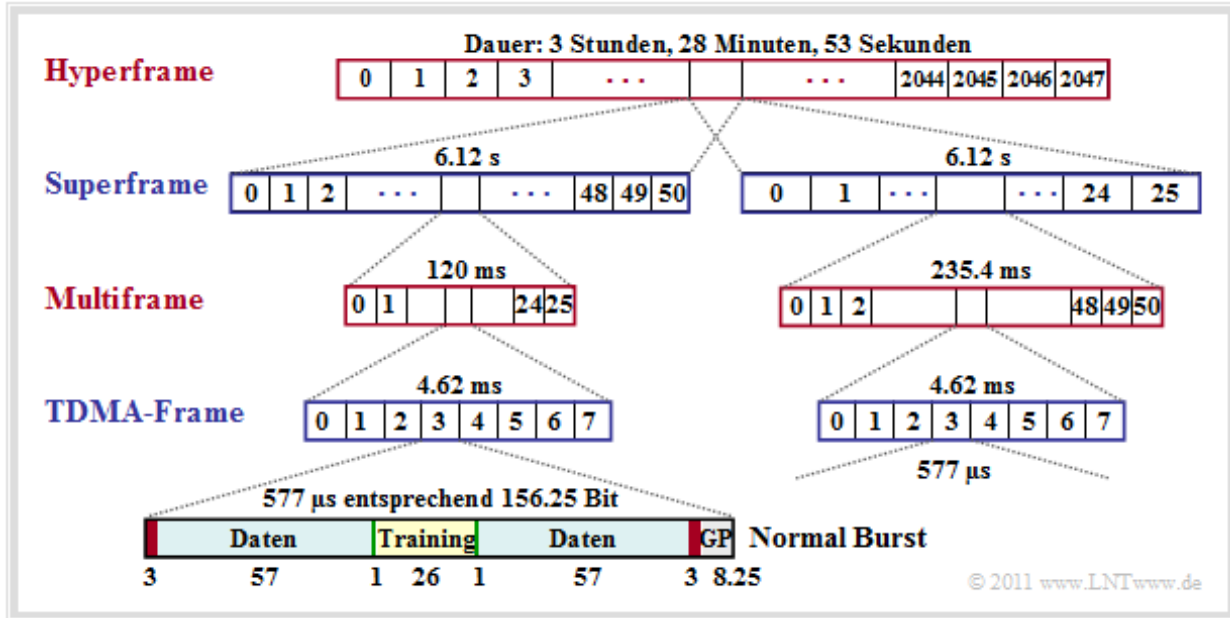 Dauer: 3 Stunden, 28 Minuten, 53 Sekunden
Hyperframe 0 1 2 3 ... ... 2044 2045 2046 2047
6.12 s 6.12 s
Superframe 0 1 2 ... ... 48 49 50 0 1 ... ... 24 25
120 ms 235.4 ms
Multiframe 0 1 24 25 0 1 2 48 49 50
4.62 ms 4.62 ms
TDMA-Frame 0 1 2 3 4 5 6 7 0 1 2 3 4 5 6 7
577 µs
577 µs entsprechend 156.25 Bit
Daten Training Daten GP Normal Burst
3 57 1 26 1 57 3 8.25
© 2011 www.LNTwww.de